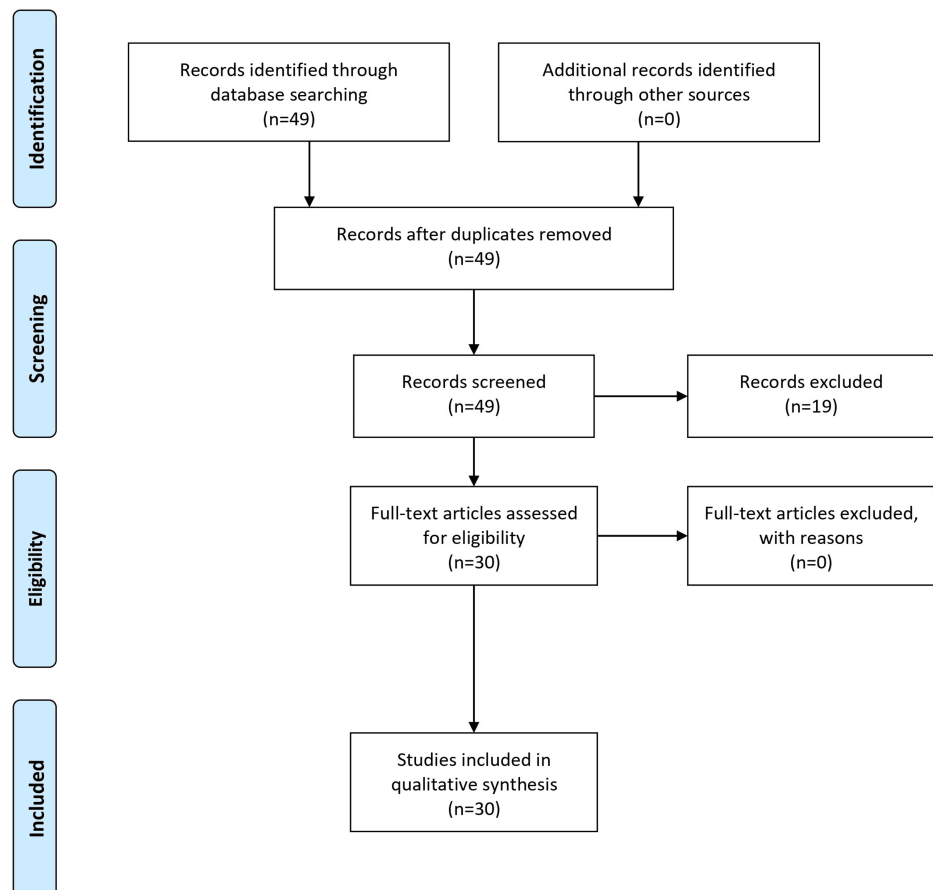 Identification
Records identified through
database searching
(n=49)
Additional records identified
through other sources
(n=0)
Records after duplicates removed
(n=49)
Screening
Records screened
(n=49)
Records excluded
(n=19)
Eligibility
Full-text articles assessed
for eligibility
(n=30)
Full-text articles excluded,
with reasons
(n=0)
Included
Studies included in
qualitative synthesis
(n=30)